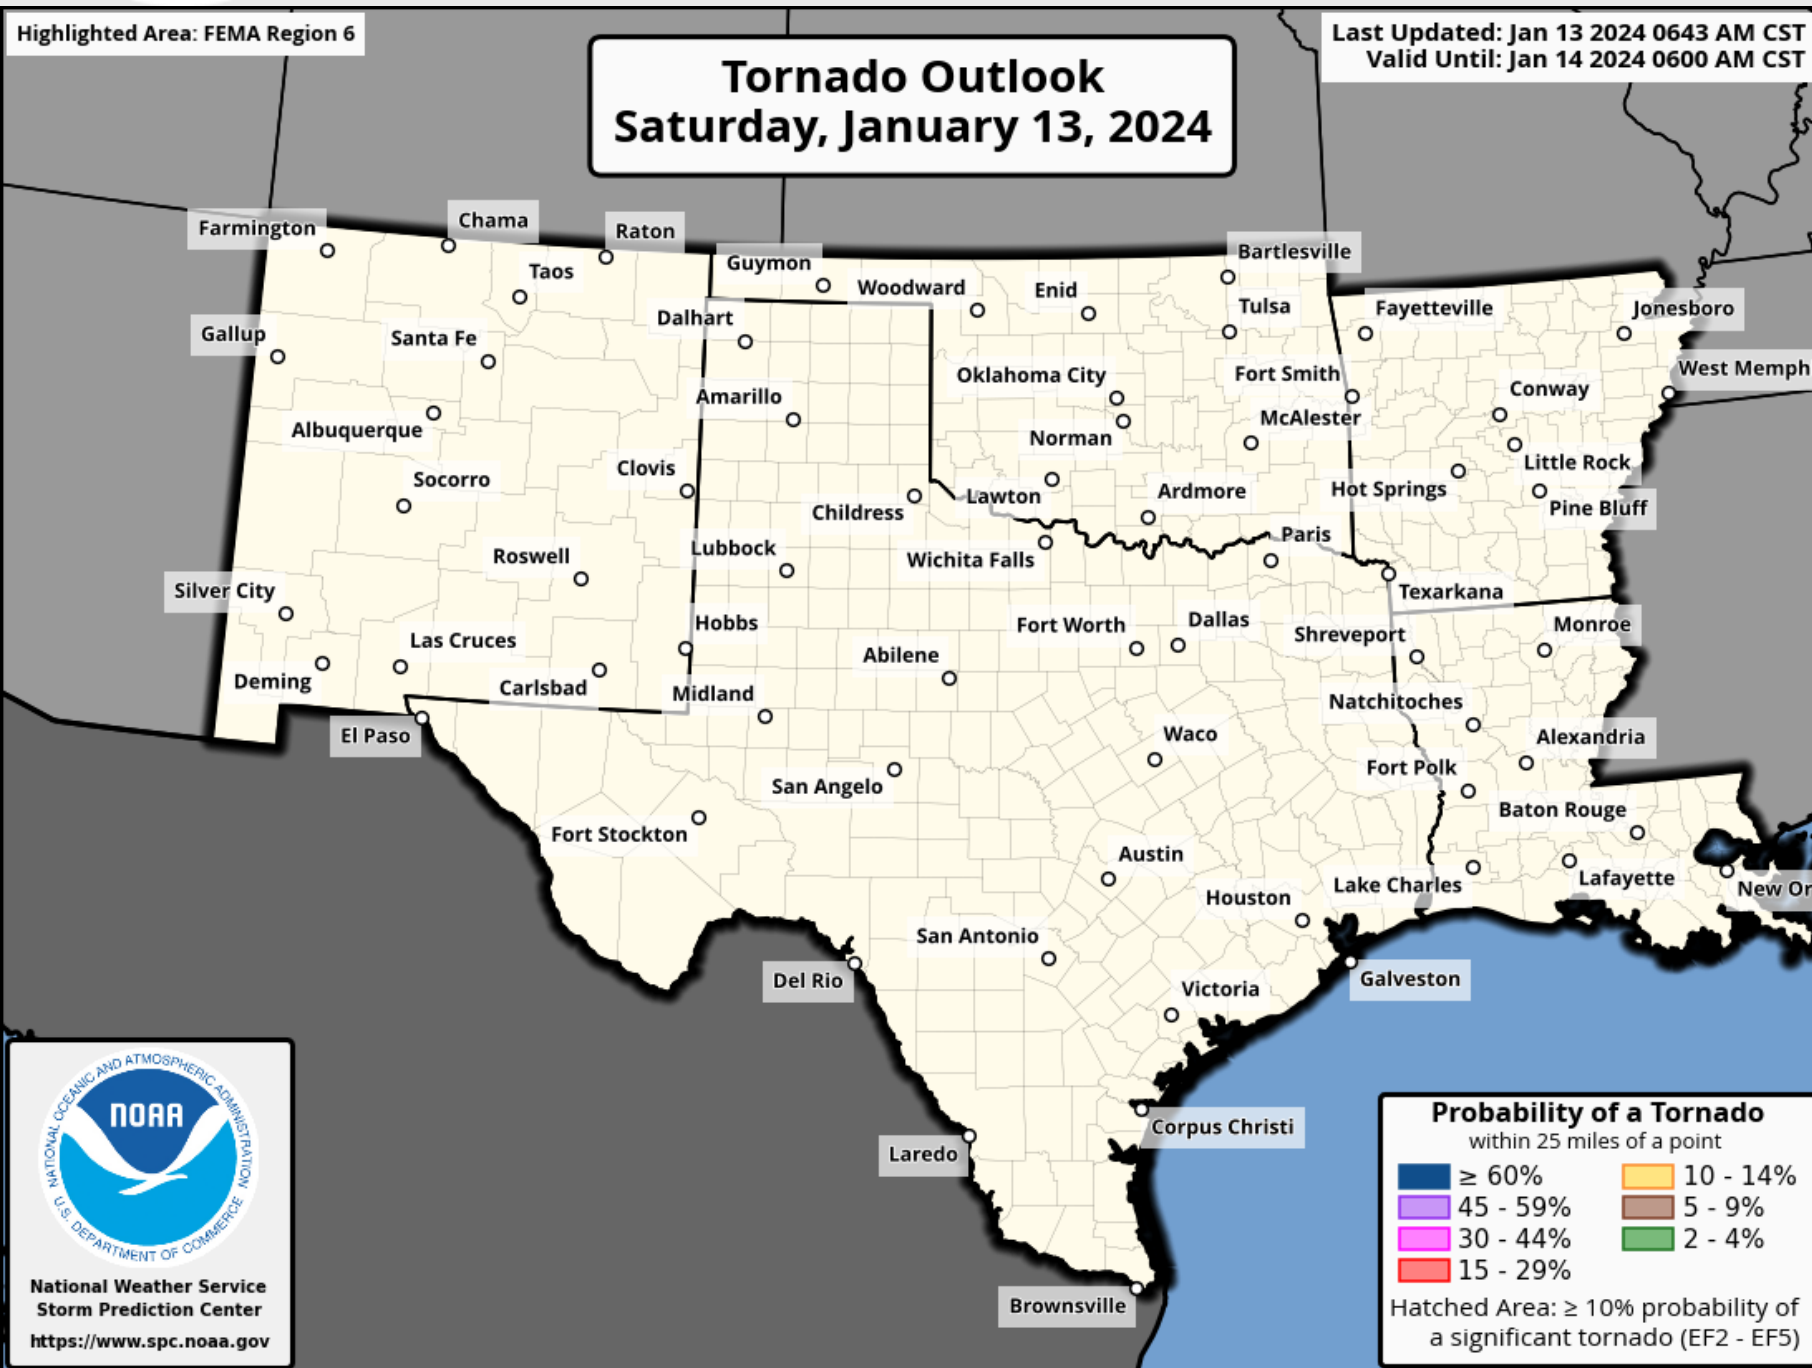 Highlighted Area: FEMA Region 6
Last Updated: Jan 13 2024 0643 AM CST
Valid Until: Jan 14 2024 0600 AM CST
Tornado Outlook
Saturday, January 13, 2024
Farmington
Chama
Raton
Taos
Guymon
Woodward
Enid
Bartlesville
Tulsa
Fayetteville
Jonesboro
Gallup
Santa Fe
Dalhart
Amarillo
Oklahoma City
Fort Smith
Conway
West Memph
Albuquerque
Norman
McAlester
Little Rock
Socorro
Clovis
Childress
Lawton
Ardmore
Hot Springs
Pine Bluff
Roswell
Lubbock
Wichita Falls
Paris
Texarkana
Silver City
Las Cruces
Hobbs
Fort Worth
Dallas
Shreveport
Monroe
Deming
Carlsbad
Midland
Abilene
Natchitoches
El Paso
Waco
Alexandria
San Angelo
Fort Polk
Baton Rouge
Fort Stockton
Austin
Houston
Lake Charles
Lafayette
New Or
San Antonio
Del Rio
Galveston
Victoria
Corpus Christi
Laredo
Brownsville
NATIONAL OCEANIC AND ATMOSPHERIC ADMINISTRATION
NOAA
U.S. DEPARTMENT OF COMMERCE
National Weather Service
Storm Prediction Center
https://www.spc.noaa.gov
Probability of a Tornado
within 25 miles of a point
≥ 60%
10 - 14%
45 - 59%
5 - 9%
30 - 44%
2 - 4%
15 - 29%
Hatched Area: ≥ 10% probability of
a significant tornado (EF2 - EF5)